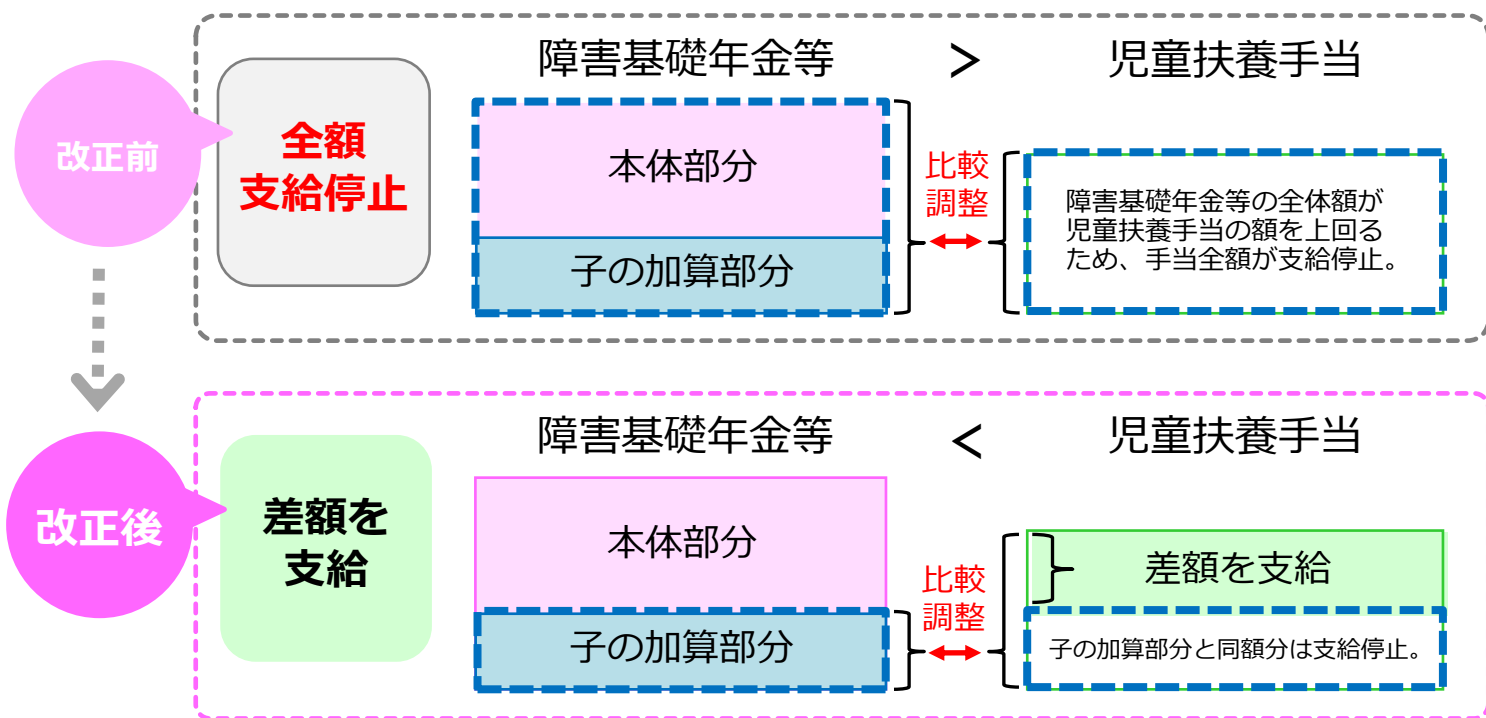 改正前
全額
支給停止
障害基礎年金等 > 児童扶養手当
本体部分
子の加算部分
比較
調整
障害基礎年金等の全体額が
児童扶養手当の額を上回る
ため、手当全額が支給停止。
改正後
差額を
支給
障害基礎年金等 < 児童扶養手当
本体部分
子の加算部分
比較
調整
差額を支給
子の加算部分と同額分は支給停止。